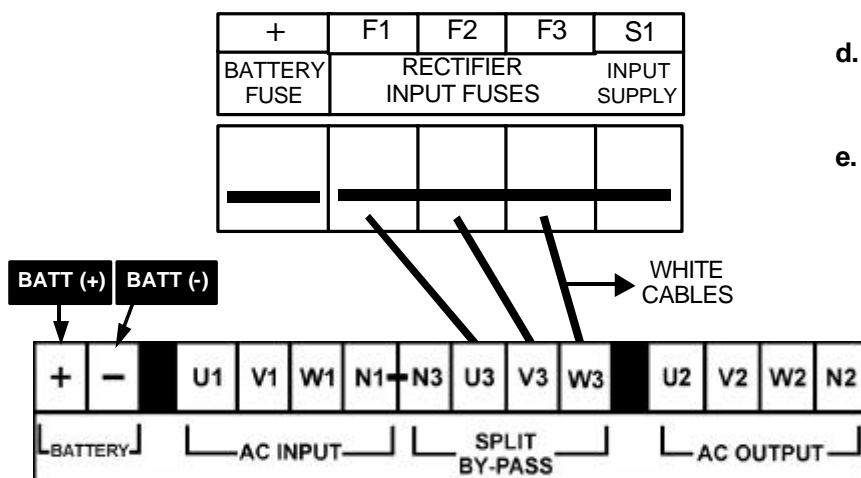 + F1 F2 F3 S1
BATTERY FUSE
RECTIFIER INPUT FUSES
INPUT SUPPLY
d.
e.
BATT (+) BATT (-)
WHITE
CABLES
+ − U1 V1 W1 N1 N3 U3 V3 W3 U2 V2 W2 N2
BATTERY AC INPUT SPLIT BY-PASS AC OUTPUT